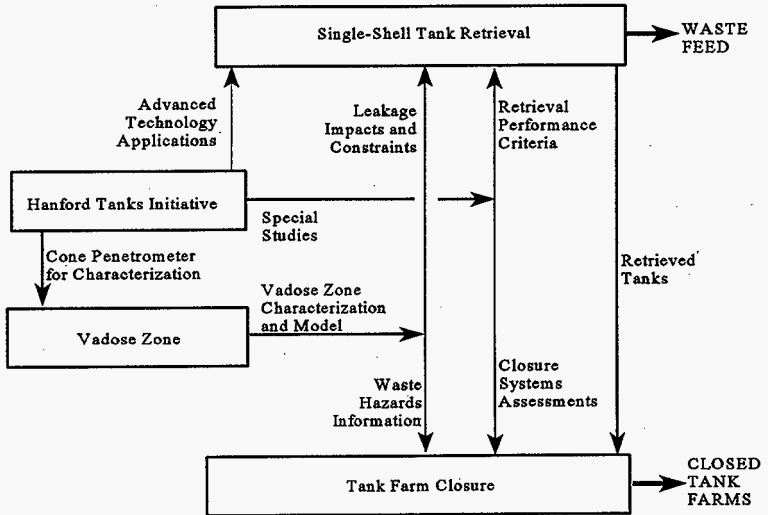 Single-Shell Tank Retrieval
WASTE
FEED
Advanced
Technology
Applications
Leakage
Impacts and
Constraints
Retrieval
Performance
Criteria
Hanford Tanks Initiative
Special
Studies
Cone Penetrometer
for Characterization
Retrieved
Tanks
Vadose Zone
Vadose Zone
Characterization
and Model
Waste
Hazards
Information
Closure
Systems
Assessments
Tank Farm Closure
CLOSED
TANK
FARMS